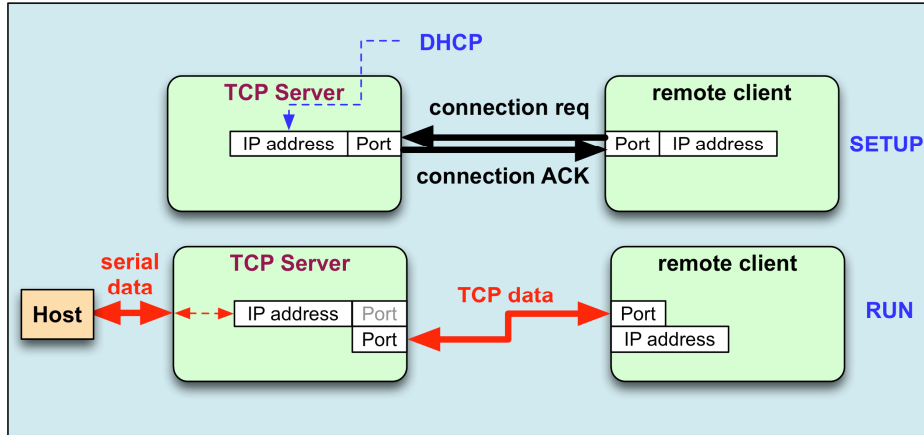 DHCP
TCP Server
remote client
connection req
IP address
Port
Port
IP address
SETUP
connection ACK
serial
data
TCP Server
remote client
TCP data
Host
IP address
Port
Port
Port
IP address
RUN